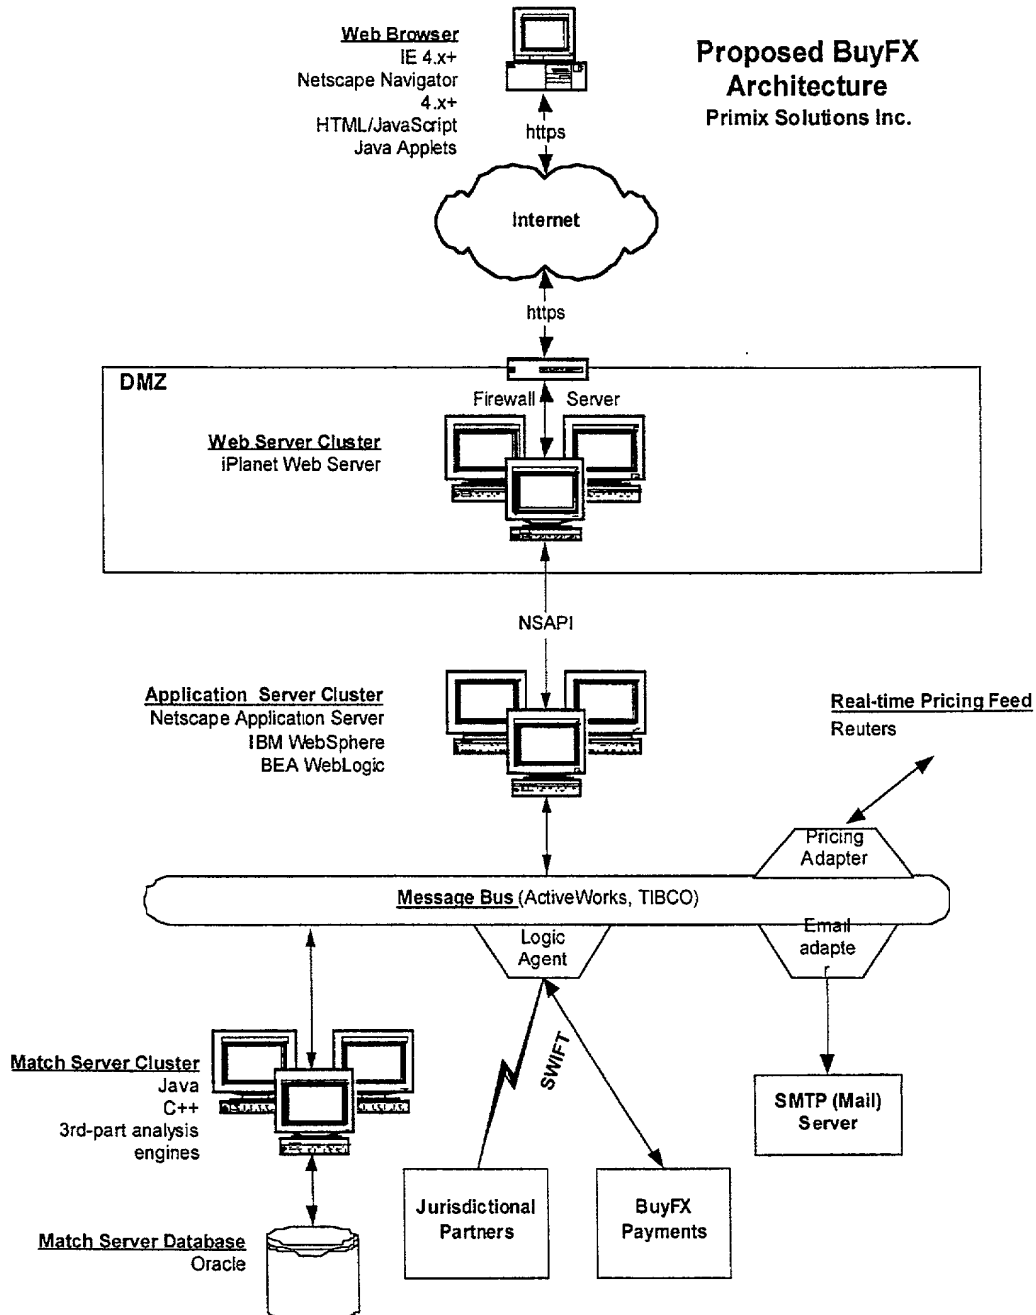 Web Browser
IE 4.x+
Netscape Navigator
4.x+
HTML/JavaScript
Java Applets
Proposed BuyFX
Architecture
Primix Solutions Inc.
https
Internet
https
DMZ
Firewall Server
Web Server Cluster
iPlanet Web Server
NSAPI
Application Server Cluster
Netscape Application Server
IBM WebSphere
BEA WebLogic
Real-time Pricing Feed
Reuters
Pricing
Adapter
Message Bus (ActiveWorks, TIBCO)
Logic
Agent
Email
adapte
r
SWIFT
Match Server Cluster
Java
C++
3rd-part analysis
engines
SMTP (Mail)
Server
Jurisdictional
Partners
BuyFX
Payments
Match Server Database
Oracle